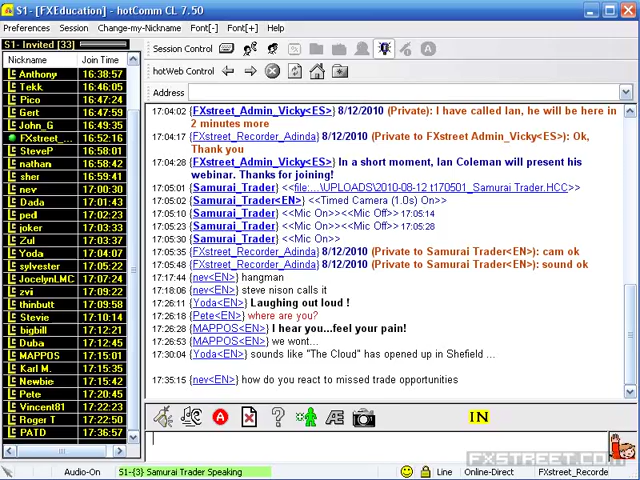 S1- [FXEducation] - hotComm CL 7.50
Preferences Session Change-my-Nickname Font[-] Font[+] Help
S1- Invited [33]
Nickname Join Time
Anthony 16:38:57
Tekk 16:46:05
Pico 16:47:24
Gert 16:49:35
John_G 16:49:35
FXstreet_... 16:52:16
SteveP 16:58:01
nathan 16:58:42
sher 16:59:41
nev 17:00:30
Dada 17:01:43
ped 17:02:23
joker 17:03:33
Zul 17:03:37
Yoda 17:04:07
sylvester 17:05:22
JocelynLMC 17:07:24
zvi 17:09:26
thinbutt 17:09:58
Stevie 17:10:14
bigbill 17:12:21
Duba 17:12:45
MAPPOS 17:15:01
Karl M. 17:15:35
Newbie 17:15:42
Pete 17:20:45
Vincent81 17:22:23
Roger T 17:22:50
PATD 17:36:57
Session Control
hotWeb Control
Address
17:04:02 {FXstreet_Admin_Vicky<ES>} 8/12/2010 (Private): I have called Ian, he will be here in
2 minutes more
17:04:17 {FXstreet_Recorder_Adinda} 8/12/2010 (Private to FXstreet Admin_Vicky<ES>): Ok,
Thank you
17:04:28 {FXstreet_Admin_Vicky<ES>} In a short moment, Ian Coleman will present his
webinar. Thanks for joining!
17:05:01 {Samurai_Trader} <<file:...\UPLOADS\2010-08-12 t170501_Samurai Trader.HCC>>
17:05:02 {Samurai_Trader<EN>} <<Timed Camera (1.0s) On>>
17:05:10 {Samurai_Trader} <<Mic On>><<Mic Off>> 17:05:14
17:05:23 {Samurai_Trader} <<Mic On>><<Mic Off>> 17:05:28
17:05:30 {Samurai_Trader} <<Mic On>>
17:05:35 {FXstreet_Recorder_Adinda} 8/12/2010 (Private to Samurai Trader<EN>): cam ok
17:05:48 {FXstreet_Recorder_Adinda} 8/12/2010 (Private to Samurai Trader<EN>): sound ok
17:17:44 {nev<EN>} hangman
17:18:06 {nev<EN>} steve nison calls it
17:26:11 {Yoda<EN>} Laughing out loud !
17:26:18 {Pete<EN>} where are you?
17:26:28 {MAPPOS<EN>} I hear you...feel your pain!
17:26:53 {MAPPOS<EN>} we wont...
17:30:04 {Yoda<EN>} sounds like "The Cloud" has opened up in Shefield ...
17:35:15 {nev<EN>} how do you react to missed trade opportunities
A ? Æ IN
FXSTREET.COM
Audio-On S1-{3} Samurai Trader Speaking Line Online-Direct FXstreet_Recorde